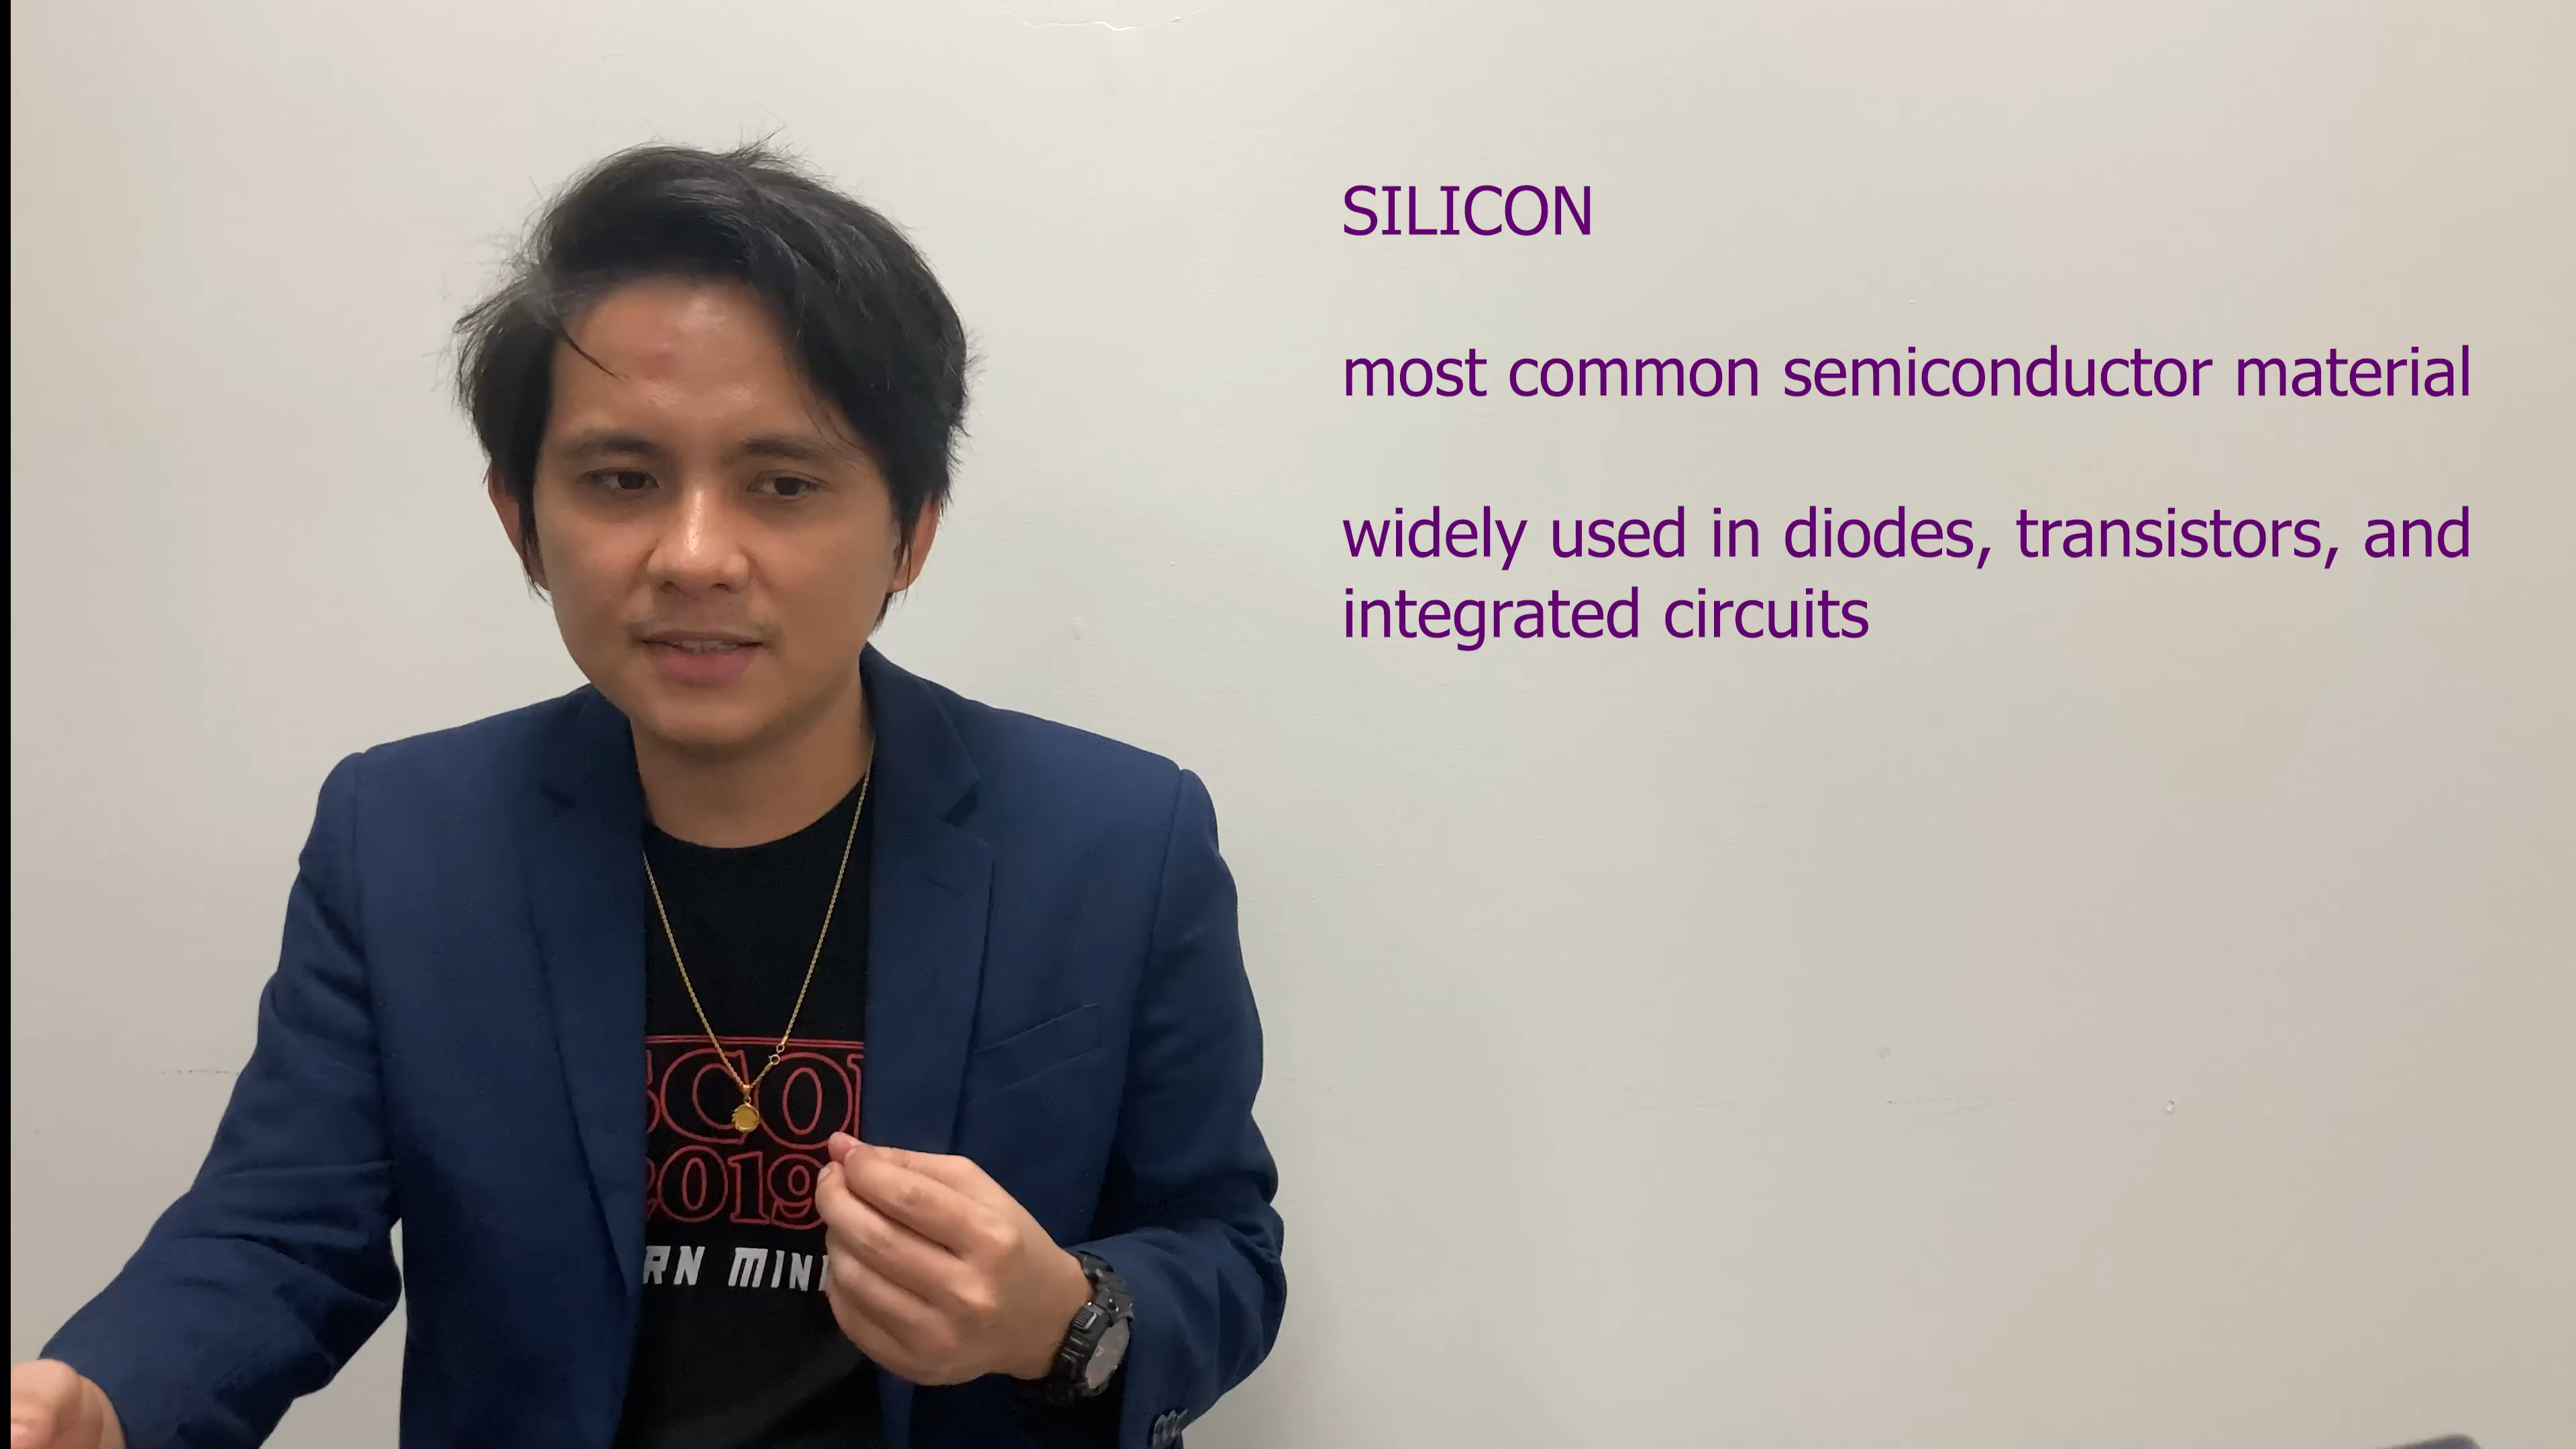 SILICON
most common semiconductor material
widely used in diodes, transistors, and
integrated circuits
2019